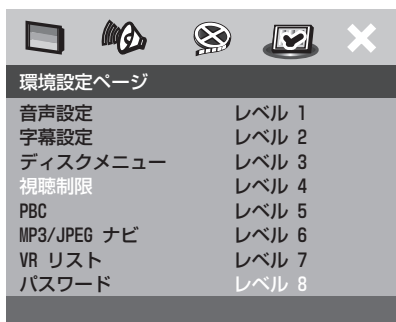 環境設定ページ
音声設定 レベル 1
字幕設定 レベル 2
ディスクメニュー レベル 3
視聴制限 レベル 4
PBC レベル 5
MP3/JPEG ナビ レベル 6
VR リスト レベル 7
パスワード レベル 8